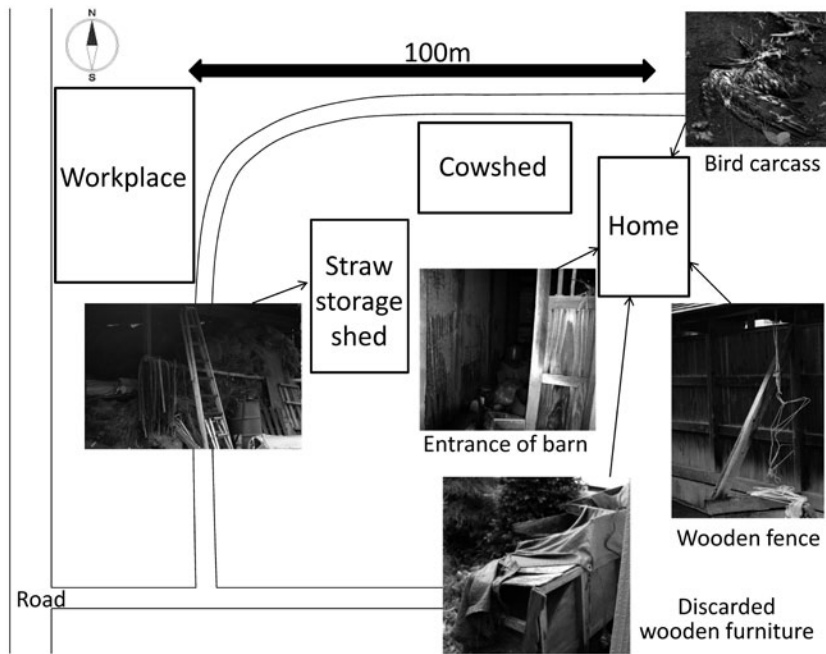 N
S
100m
Workplace
Cowshed
Home
Bird carcass
Straw
storage
shed
Entrance of barn
Wooden fence
Road
Discarded
wooden furniture